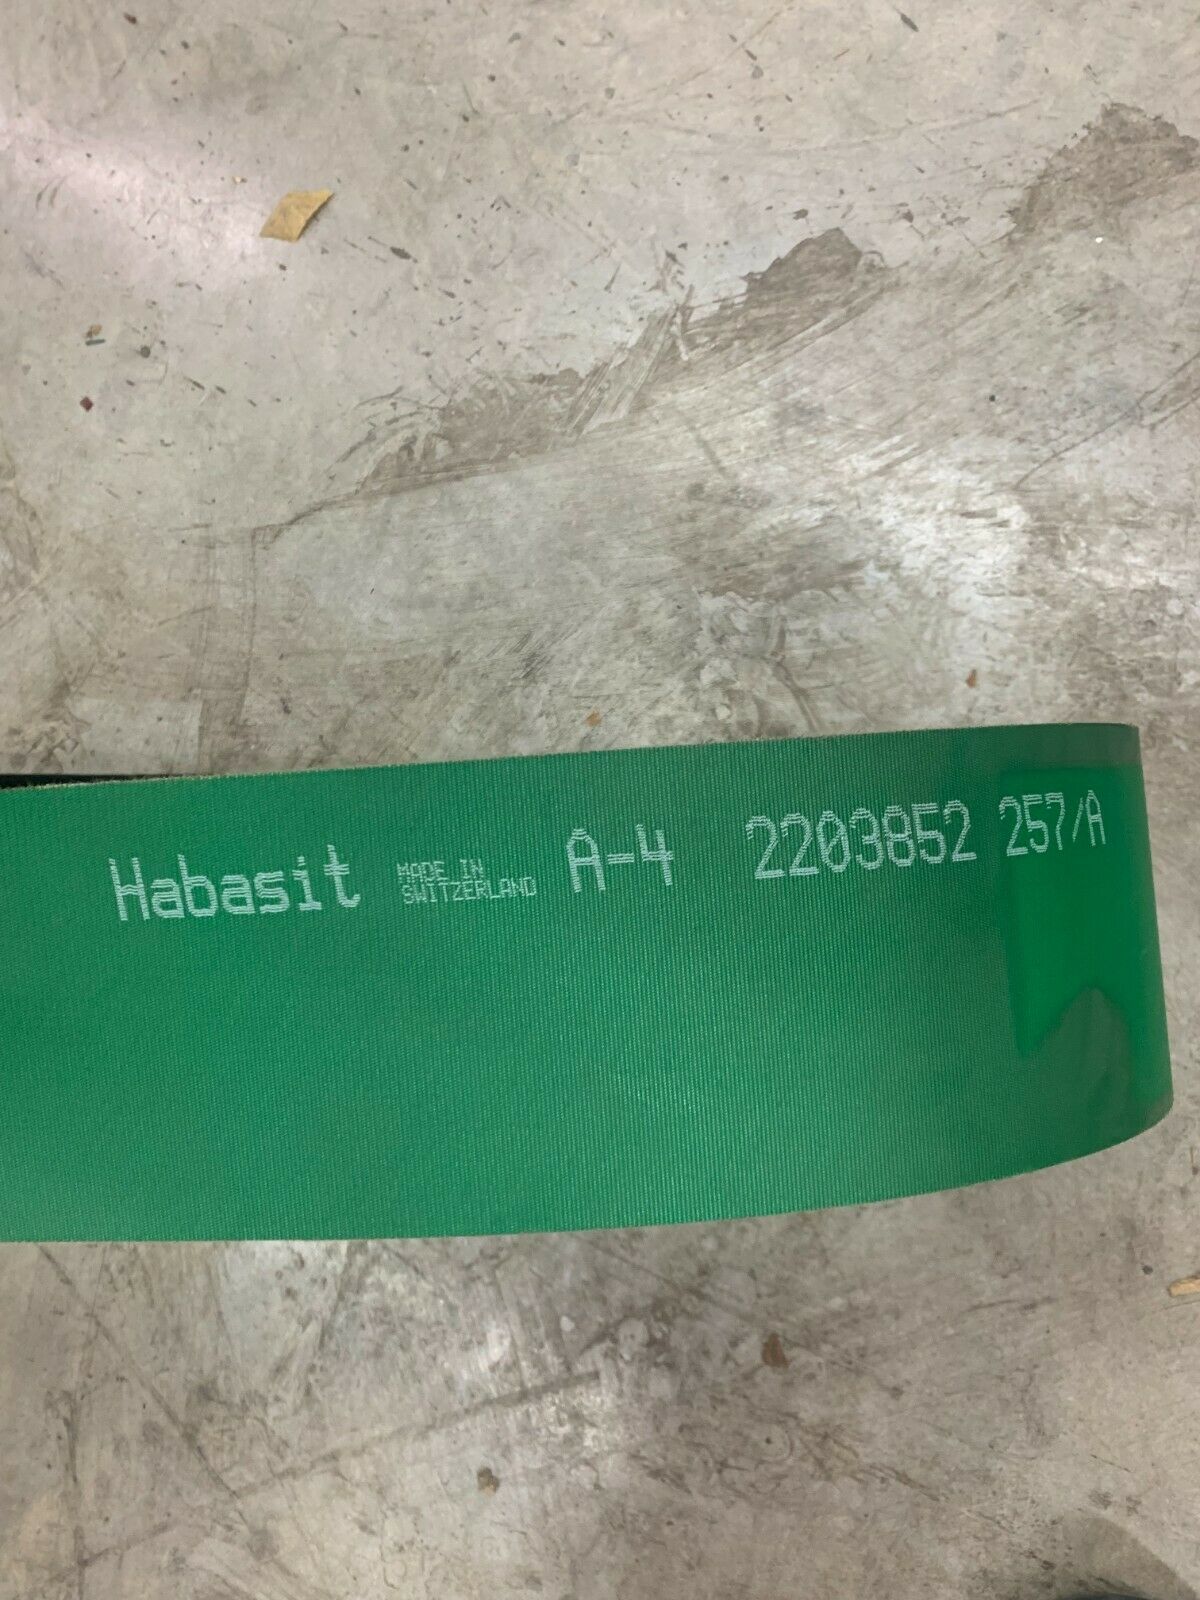 Habasit MADE IN SWITZERLAND A-4 2203852 257/A